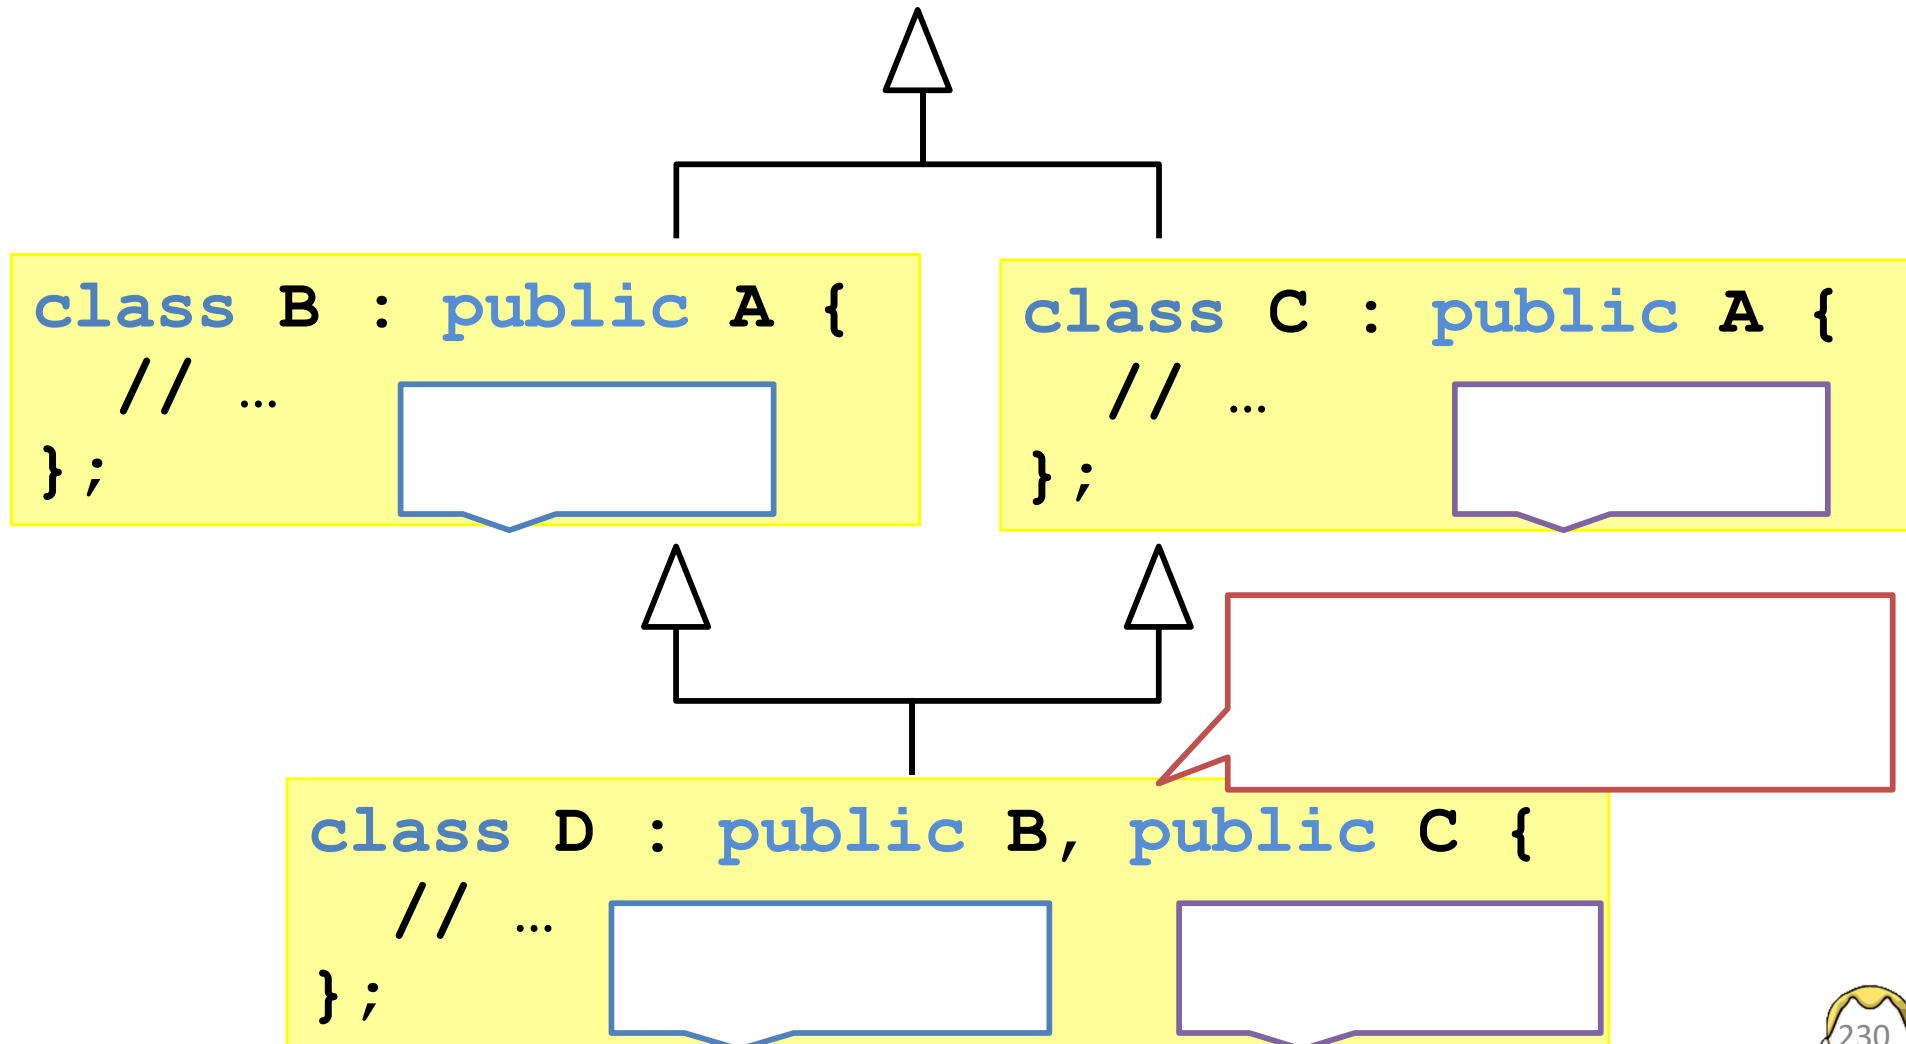 class B : public A {
// …
};
class C : public A {
// …
};
class D : public B, public C {
// …
};
230